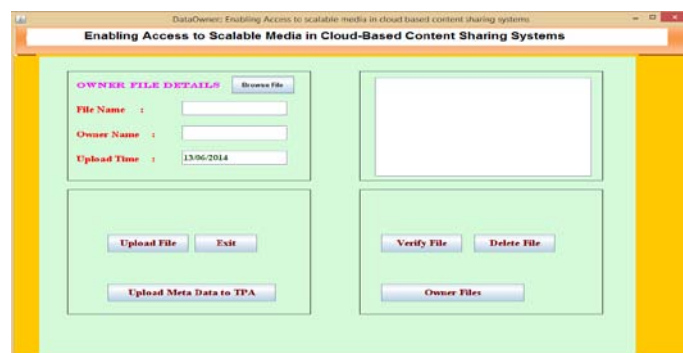 DataOwner: Enabling Access to scalable media in cloud based content sharing systems
Enabling Access to Scalable Media in Cloud-Based Content Sharing Systems
OWNER FILE DETAILS Browse File
File Name :
Owner Name :
Upload Time : 13/06/2014
Upload File Exit
Verify File Delete File
Upload Meta Data to TPA
Owner Files